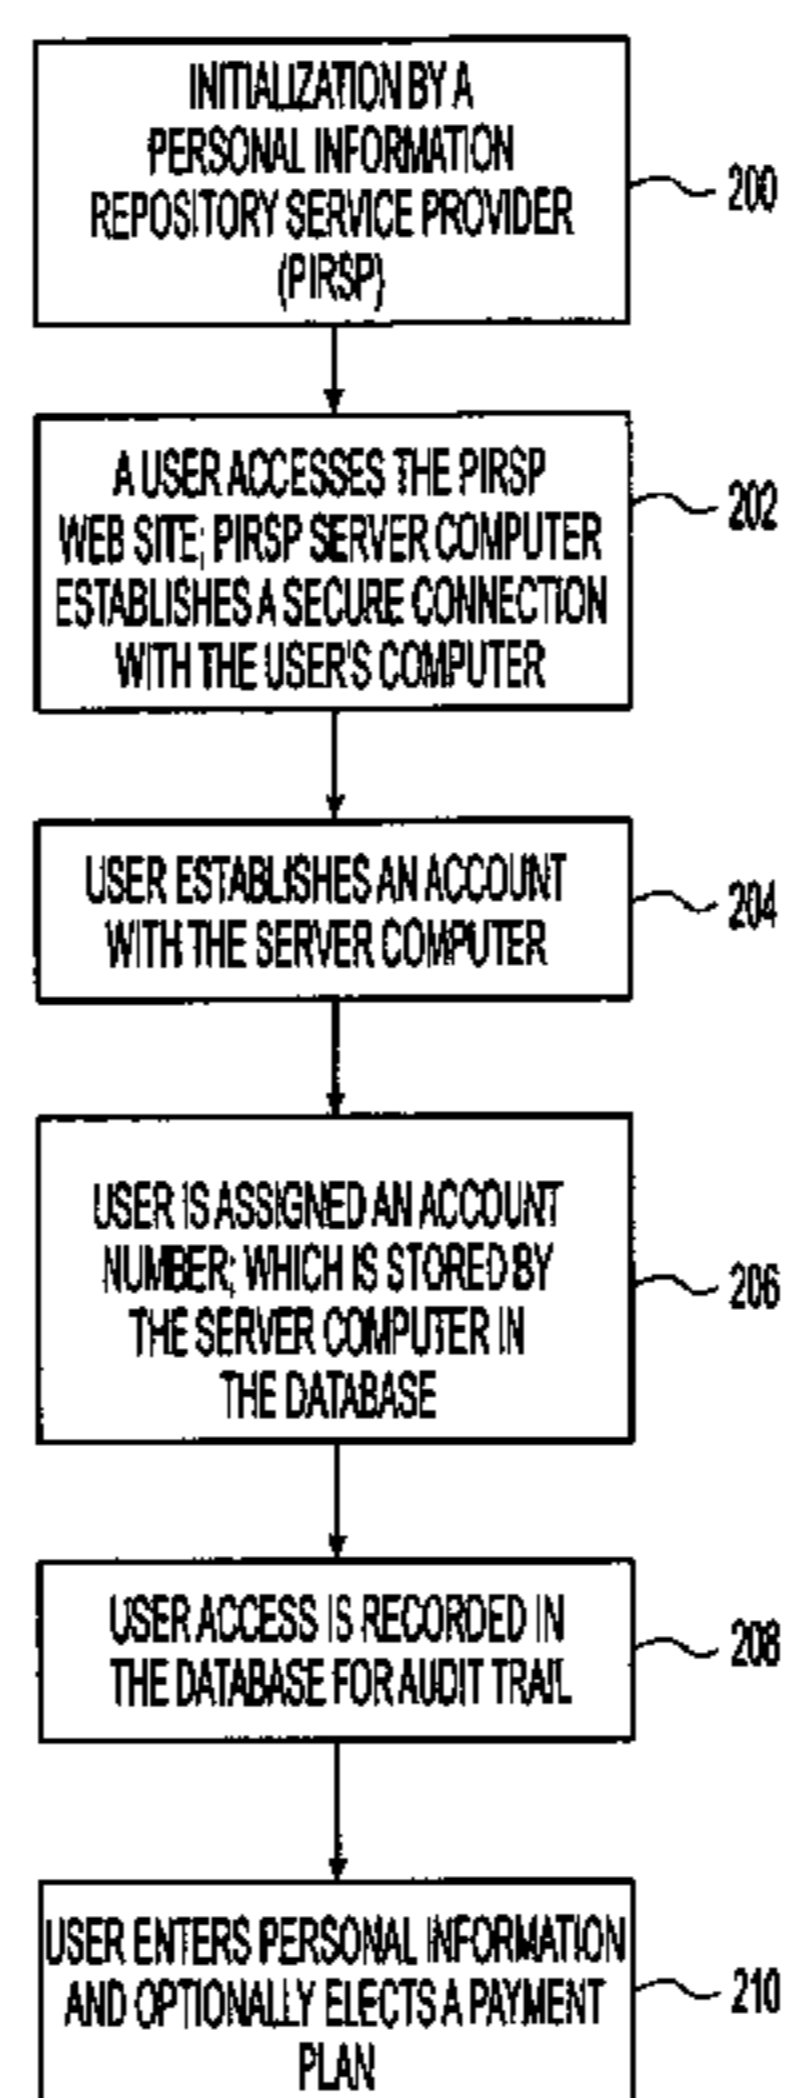 INITIALIZATION BY A
PERSONAL INFORMATION
REPOSITORY SERVICE PROVIDER
(PIRSP)
200
A USER ACCESSES THE PIRSP
WEB SITE; PIRSP SERVER COMPUTER
ESTABLISHES A SECURE CONNECTION
WITH THE USER'S COMPUTER
202
USER ESTABLISHES AN ACCOUNT
WITH THE SERVER COMPUTER
204
USER IS ASSIGNED AN ACCOUNT
NUMBER; WHICH IS STORED BY
THE SERVER COMPUTER IN
THE DATABASE
206
USER ACCESS IS RECORDED IN
THE DATABASE FOR AUDIT TRAIL
208
USER ENTERS PERSONAL INFORMATION
AND OPTIONALLY ELECTS A PAYMENT
PLAN
210